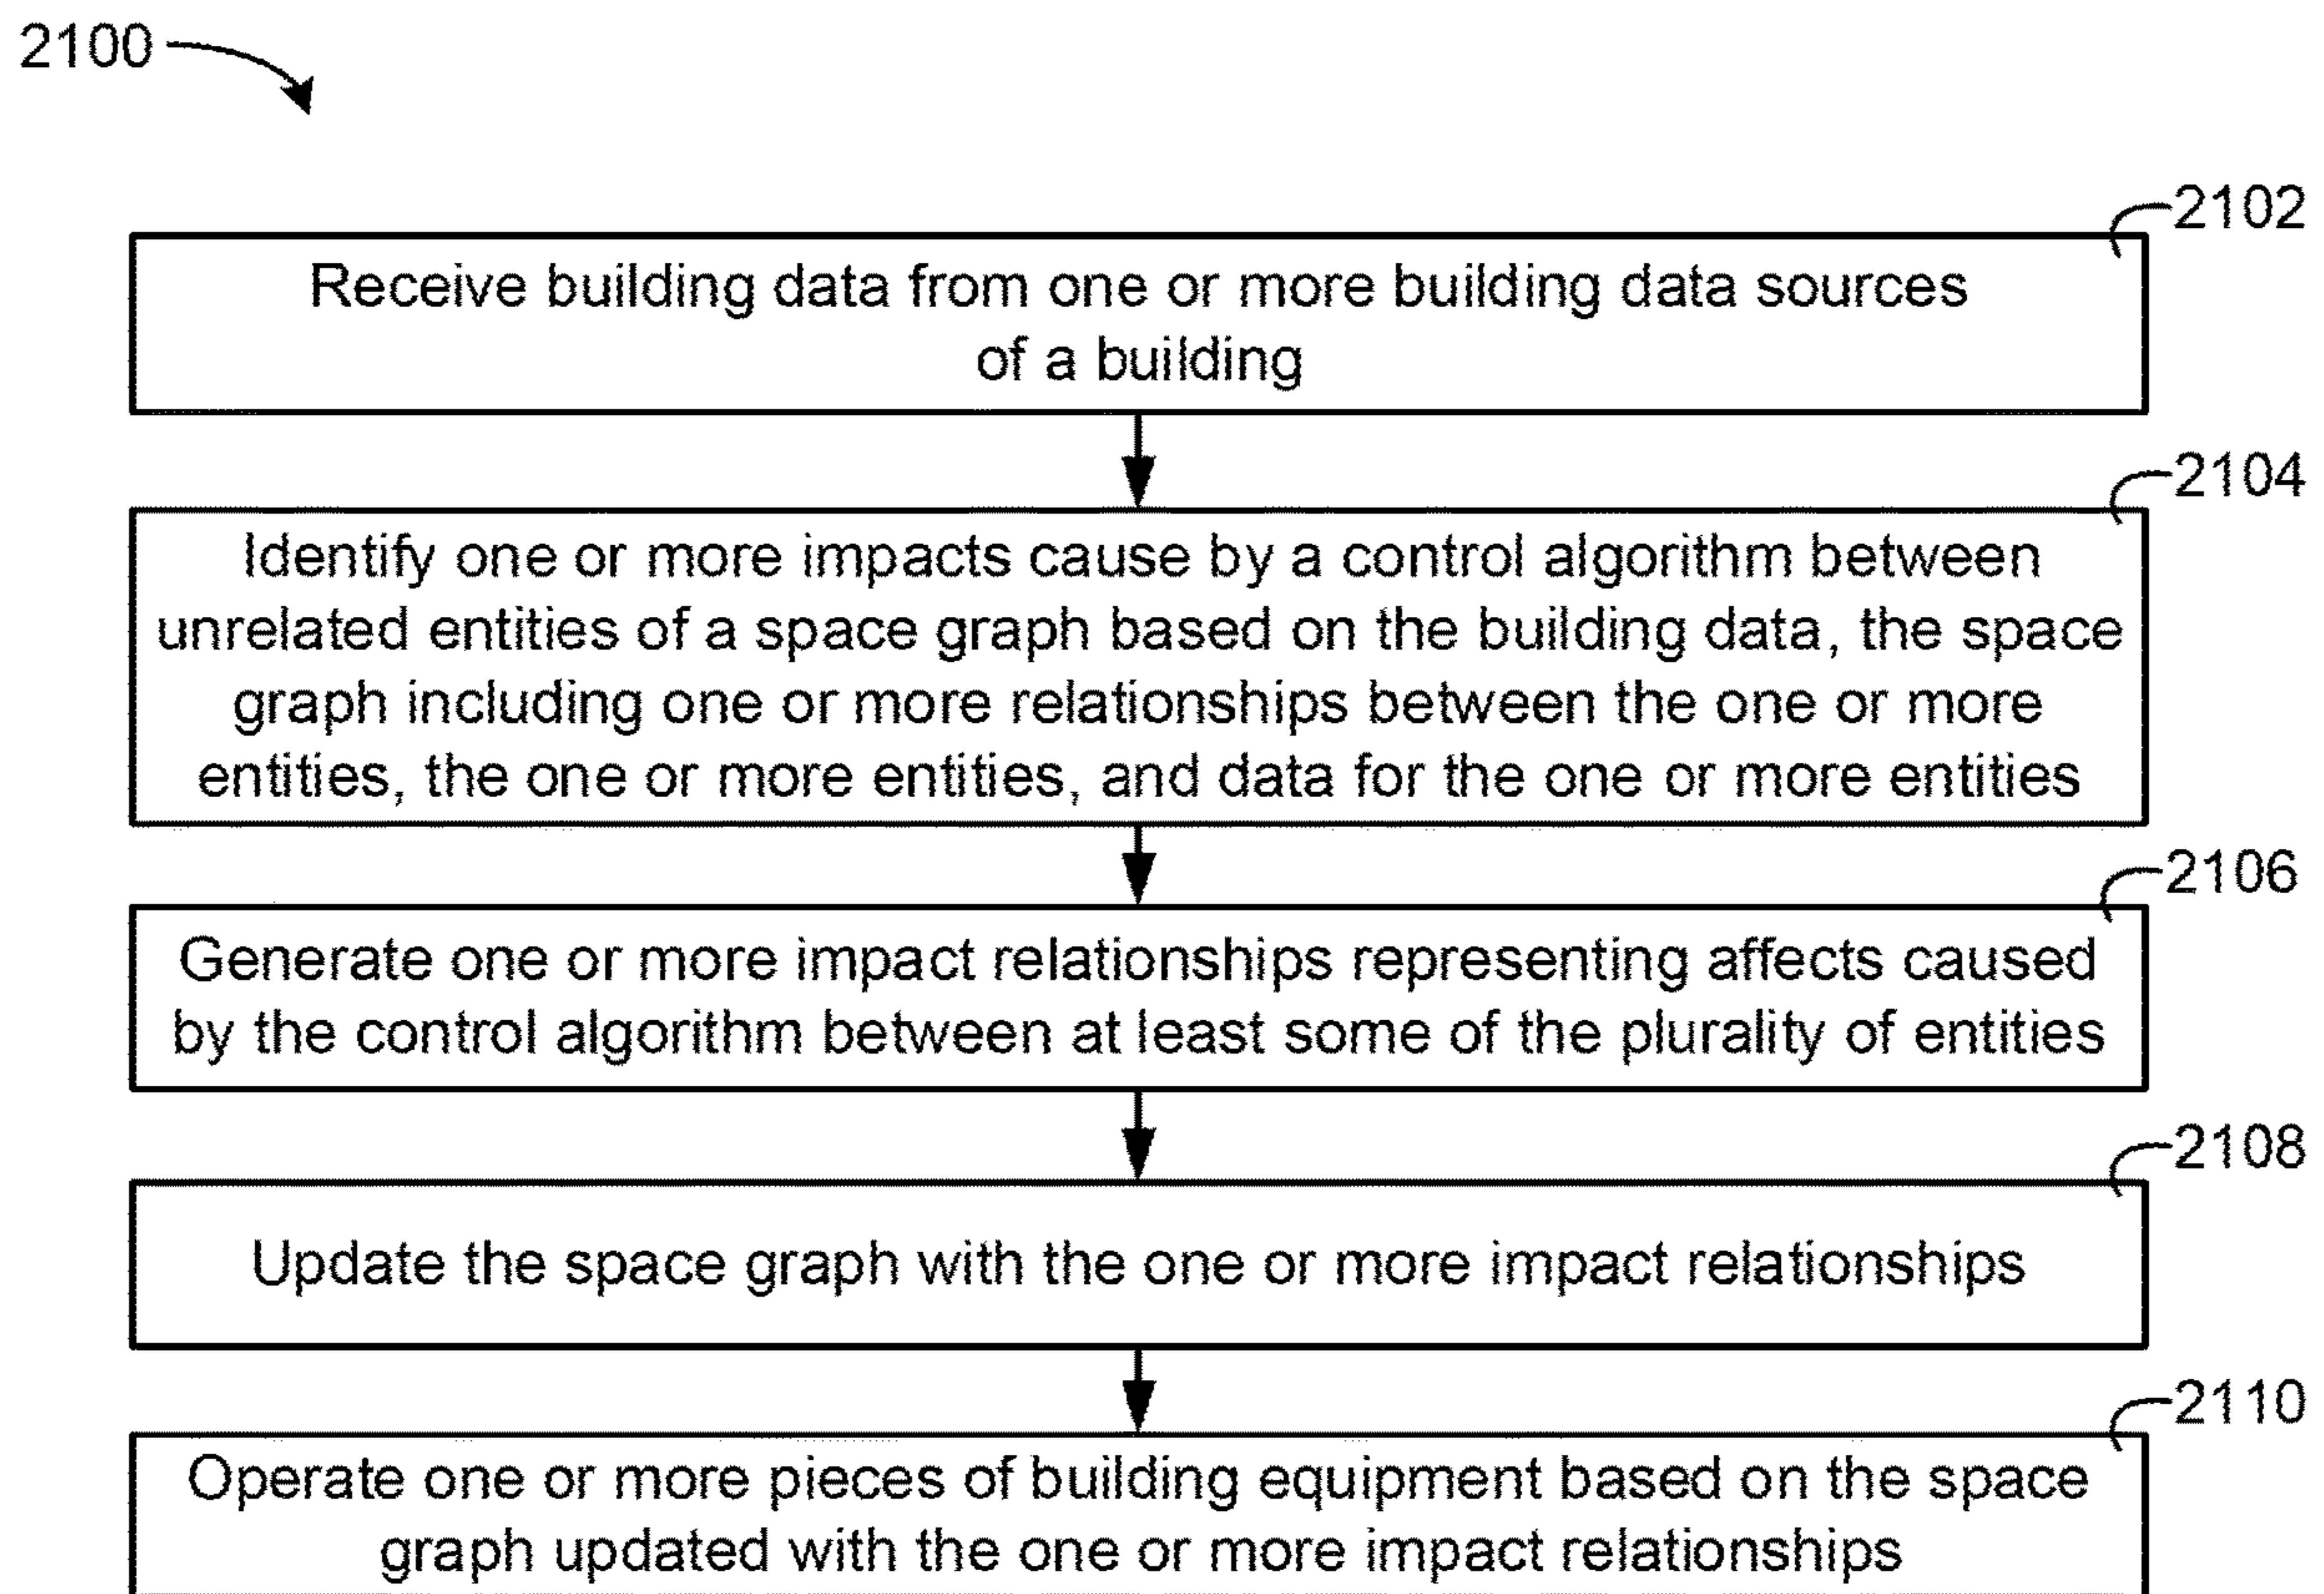 2100
2102
Receive building data from one or more building data sources
of a building
2104
Identify one or more impacts cause by a control algorithm between
unrelated entities of a space graph based on the building data, the space
graph including one or more relationships between the one or more
entities, the one or more entities, and data for the one or more entities
2106
Generate one or more impact relationships representing affects caused
by the control algorithm between at least some of the plurality of entities
2108
Update the space graph with the one or more impact relationships
2110
Operate one or more pieces of building equipment based on the space
graph updated with the one or more impact relationships